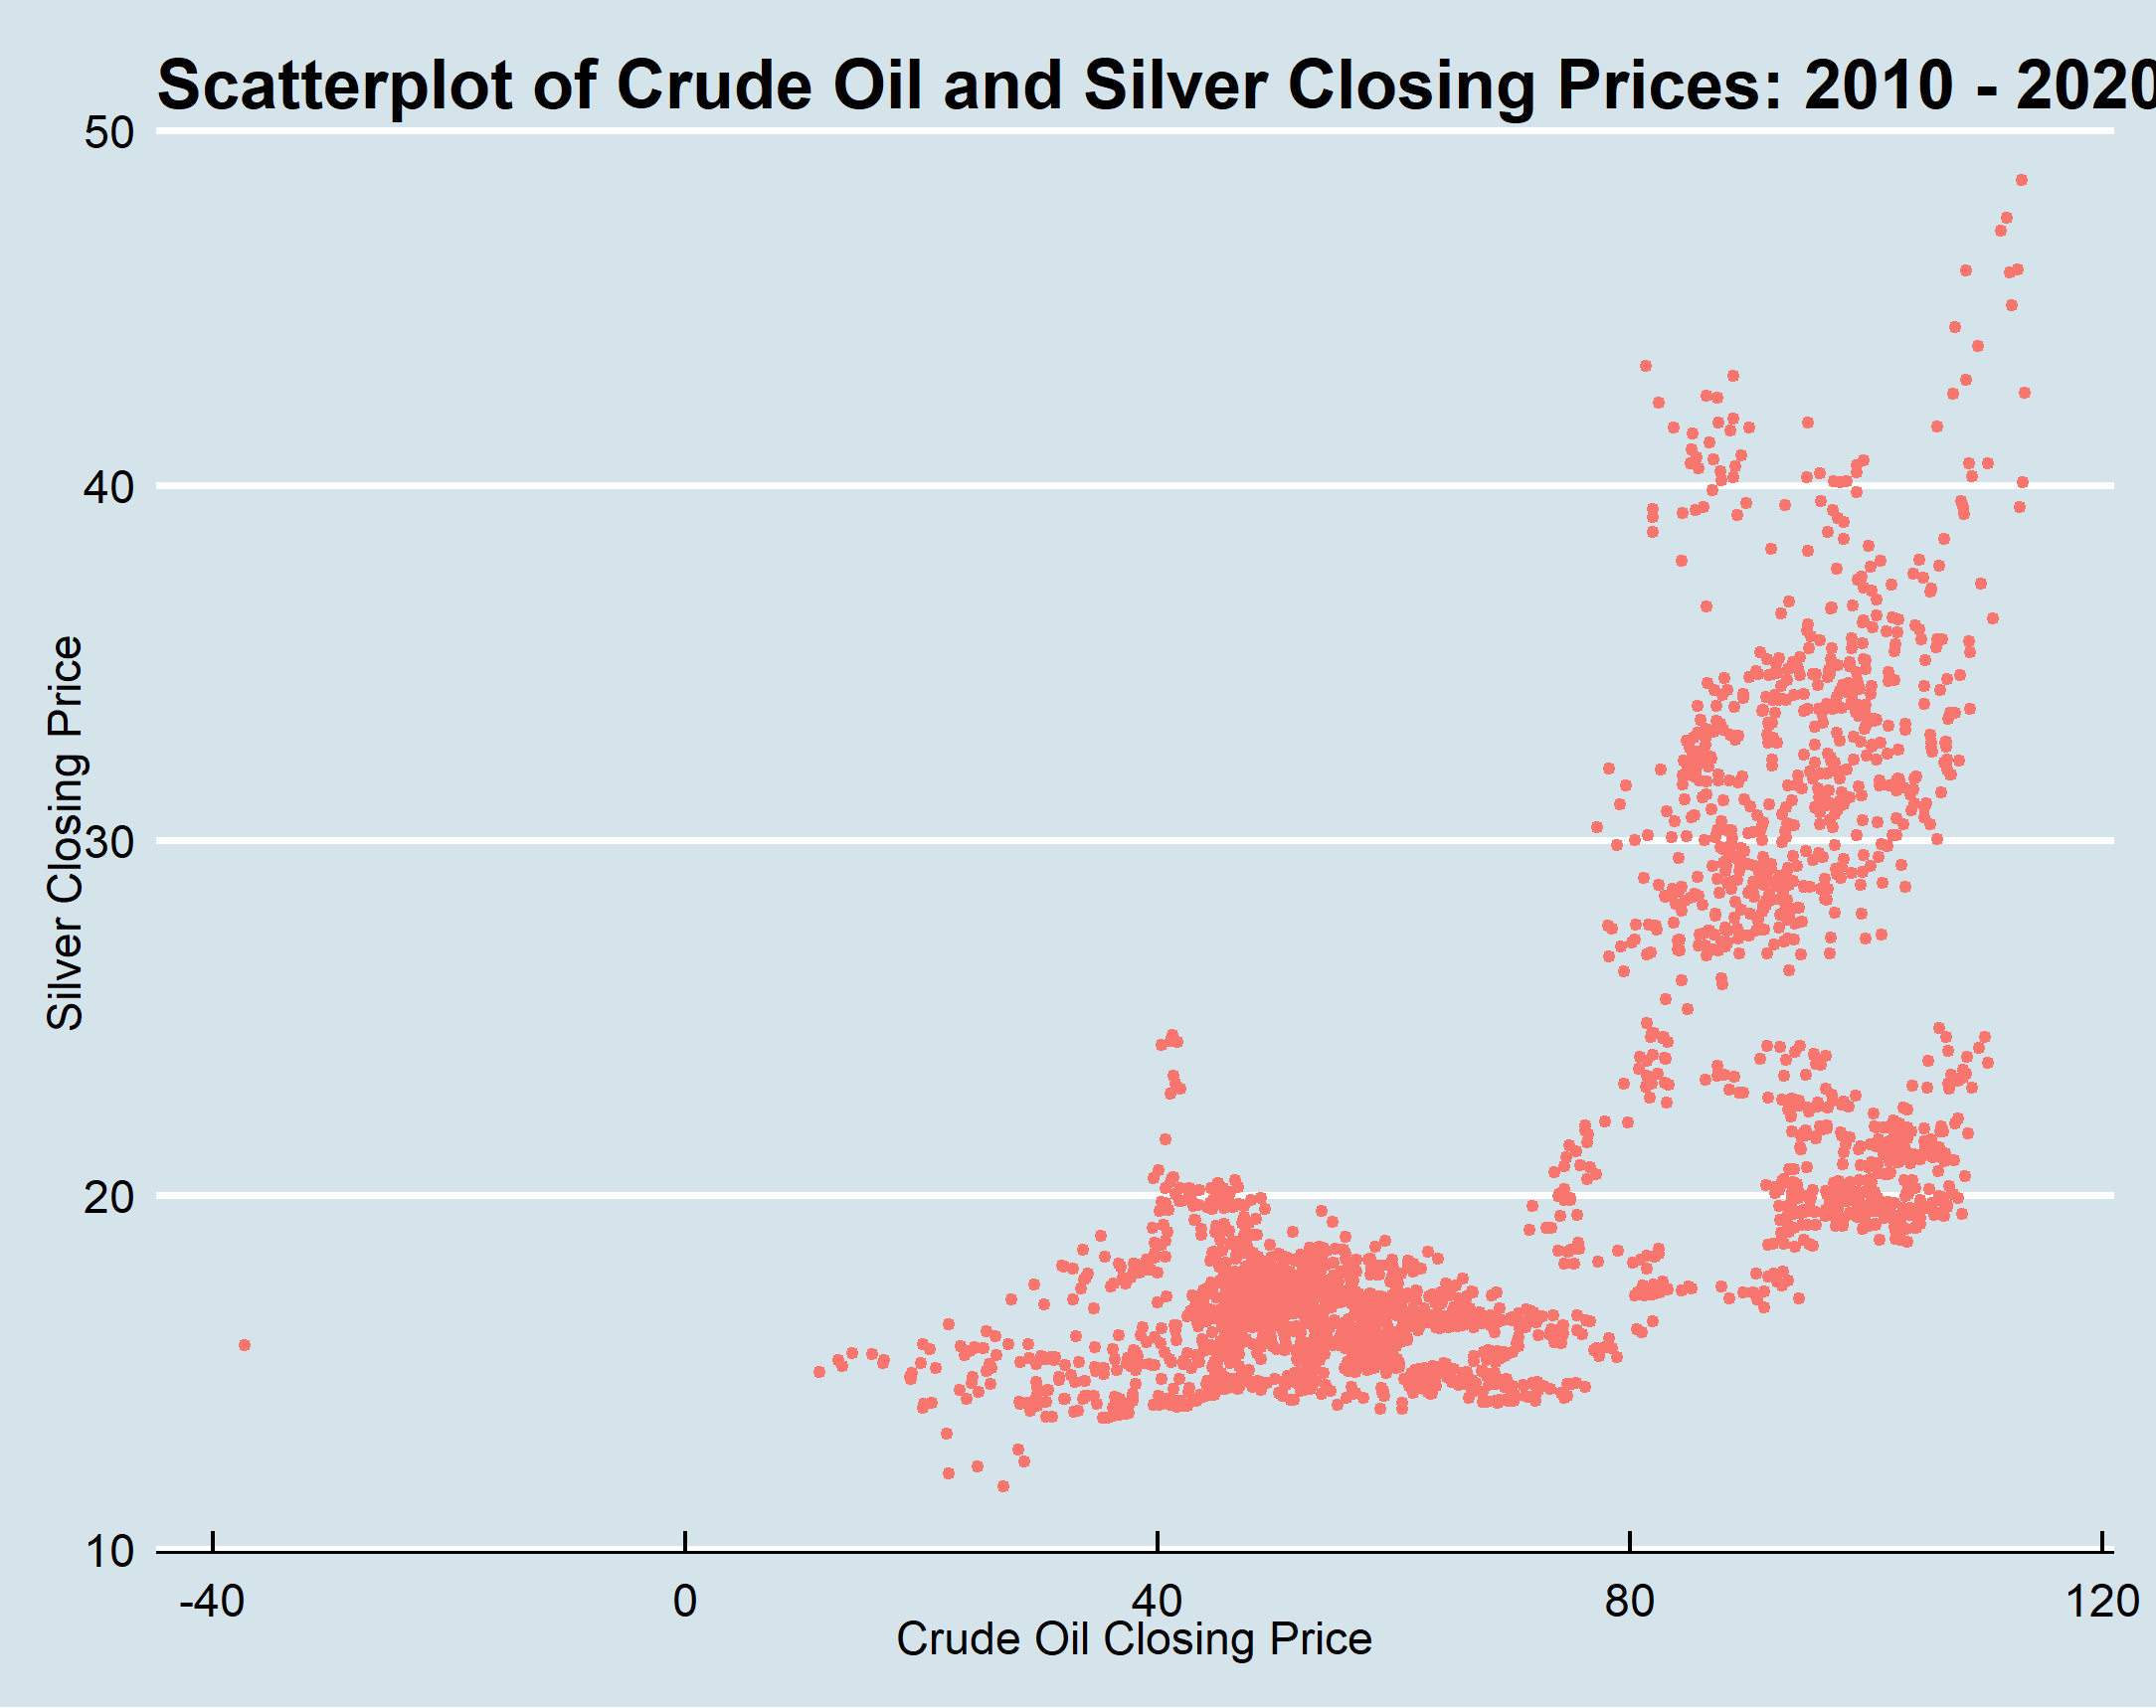 Scatterplot of Crude Oil and Silver Closing Prices: 2010 - 2020
50
40
30
20
10
Silver Closing Price
-40 0 40 80 120
Crude Oil Closing Price